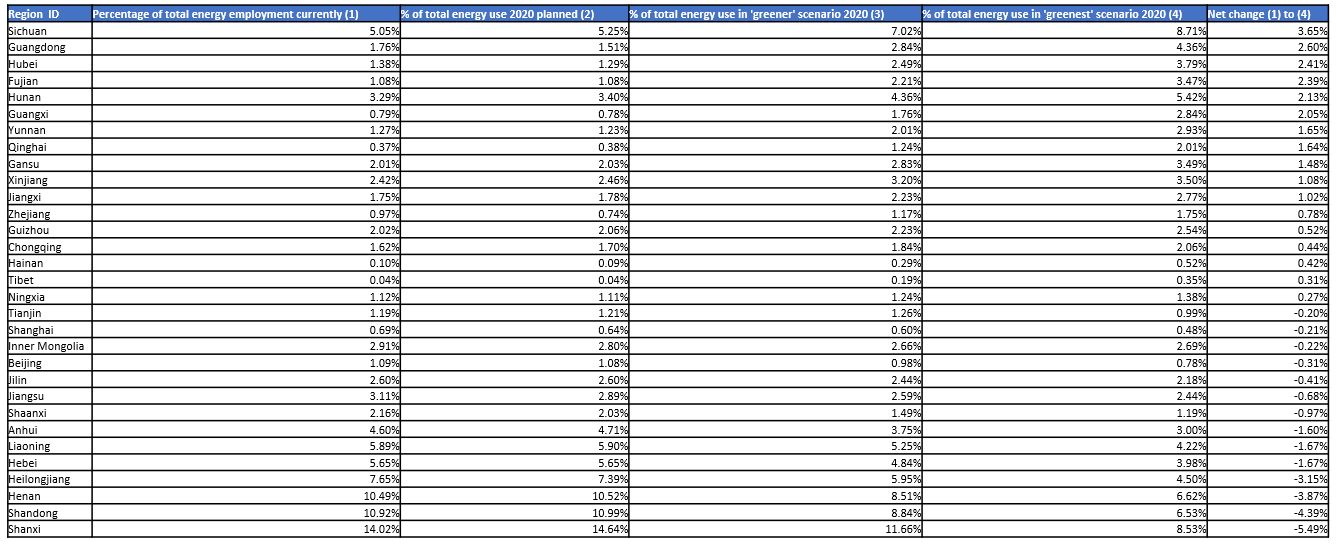 Region ID Percentage of total energy employment currently (1) % of total energy use 2020 planned (2) % of total energy use in 'greener' scenario 2020 (3) % of total energy use in 'greenest' scenario 2020 (4) Net change (1) to (4)
Sichuan 5.05% 5.25% 7.02% 8.71% 3.65%
Guangdong 1.76% 1.51% 2.84% 4.36% 2.60%
Hubei 1.38% 1.29% 2.49% 3.79% 2.41%
Fujian 1.08% 1.08% 2.21% 3.47% 2.39%
Hunan 3.29% 3.40% 4.36% 5.42% 2.13%
Guangxi 0.79% 0.78% 1.76% 2.84% 2.05%
Yunnan 1.27% 1.23% 2.01% 2.93% 1.65%
Qinghai 0.37% 0.38% 1.24% 2.01% 1.64%
Gansu 2.01% 2.03% 2.83% 3.49% 1.48%
Xinjiang 2.42% 2.46% 3.20% 3.50% 1.08%
Jiangxi 1.75% 1.78% 2.23% 2.77% 1.02%
Zhejiang 0.97% 0.74% 1.17% 1.75% 0.78%
Guizhou 2.02% 2.06% 2.23% 2.54% 0.52%
Chongqing 1.62% 1.70% 1.84% 2.06% 0.44%
Hainan 0.10% 0.09% 0.29% 0.52% 0.42%
Tibet 0.04% 0.04% 0.19% 0.35% 0.31%
Ningxia 1.12% 1.11% 1.24% 1.38% 0.27%
Tianjin 1.19% 1.21% 1.26% 0.99% -0.20%
Shanghai 0.69% 0.64% 0.60% 0.48% -0.21%
Inner Mongolia 2.91% 2.80% 2.66% 2.69% -0.22%
Beijing 1.09% 1.08% 0.98% 0.78% -0.31%
Jilin 2.60% 2.60% 2.44% 2.18% -0.41%
Jiangsu 3.11% 2.89% 2.59% 2.44% -0.68%
Shaanxi 2.16% 2.03% 1.49% 1.19% -0.97%
Anhui 4.60% 4.71% 3.75% 3.00% -1.60%
Liaoning 5.89% 5.90% 5.25% 4.22% -1.67%
Hebei 5.65% 5.65% 4.84% 3.98% -1.67%
Heilongjiang 7.65% 7.39% 5.95% 4.50% -3.15%
Henan 10.49% 10.52% 8.51% 6.62% -3.87%
Shandong 10.92% 10.99% 8.84% 6.53% -4.39%
Shanxi 14.02% 14.64% 11.66% 8.53% -5.49%